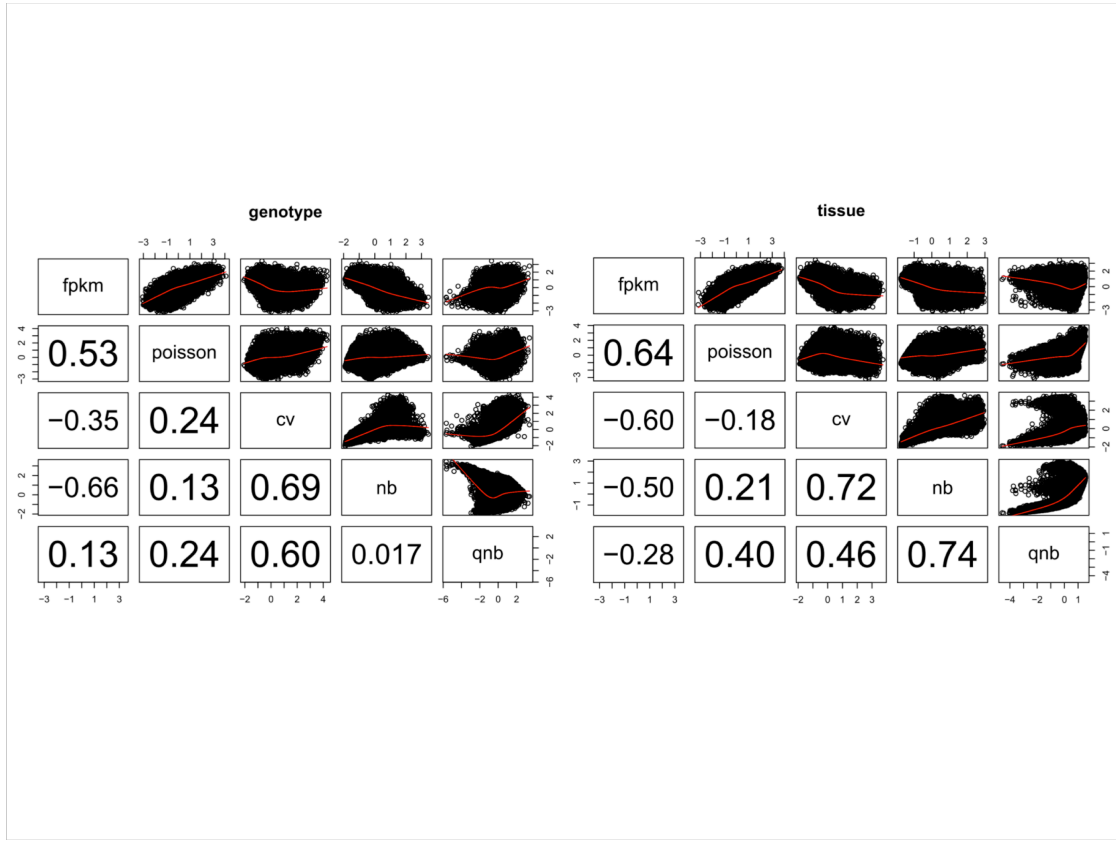 genotype
−3 −1 1 3 −2 0 1 2 3
fpkm
−3 0 2
0.53 poisson
−3 0 2 4
−0.35 0.24 cv
−2 0 2 4
−0.66 0.13 0.69 nb
−2 0 2
0.13 0.24 0.60 0.017 qnb
−6 −2 2
−3 −1 1 3 −2 0 2 4 −6 −2 0 2
tissue
−3 −1 1 3 −1 0 1 2 3
fpkm
−3 0 2
0.64 poisson
−3 0 2 4
−0.60 −0.18 cv
−2 0 2
−0.50 0.21 0.72 nb
−1 1 3
−0.28 0.40 0.46 0.74 qnb
−4 −1 1
−3 −1 1 3 −2 0 1 2 3 −4 −2 0 1